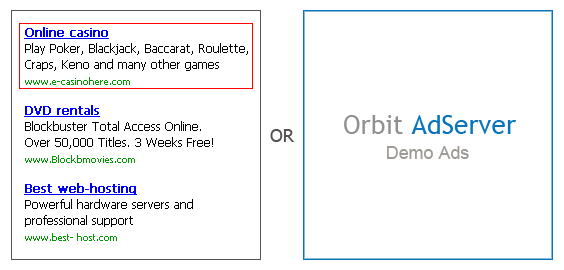 Online casino
Play Poker, Blackjack, Baccarat, Roulette,
Craps, Keno and many other games
www.e-casinohere.com
DVD rentals
Blockbuster Total Access Online.
Over 50,000 Titles. 3 Weeks Free!
www.Blockbmovies.com
Best web-hosting
Powerful hardware servers and
professional support
www.best- host.com
OR
Orbit AdServer
Demo Ads